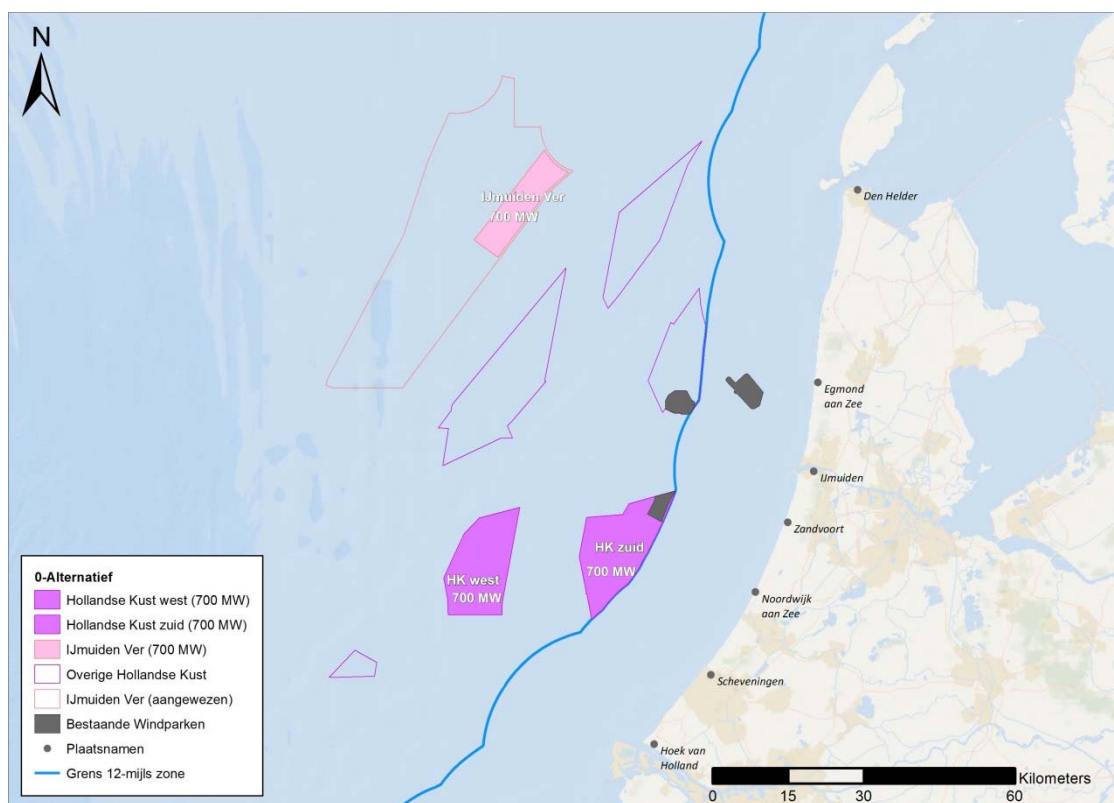 N
IJmuiden Ver
700 MW
Den Helder
Egmond
aan Zee
IJmuiden
Zandvoort
HK zuid
700 MW
HK west
700 MW
Noordwijk
aan Zee
Scheveningen
Hoek van
Holland
0-Alternatief
Hollandse Kust west (700 MW)
Hollandse Kust zuid (700 MW)
IJmuiden Ver (700 MW)
Overige Hollandse Kust
IJmuiden Ver (aangewezen)
Bestaande Windparken
Plaatsnamen
Grens 12-mijls zone
Kilometers
0 15 30 60